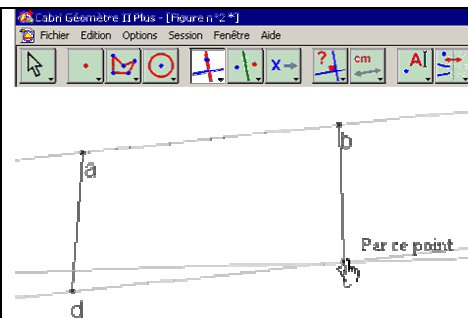 Cabri Géomètre II Plus - [Figure n°2 *]
Fichier Edition Options Session Fenêtre Aide
? cm A
X
a
b
Par ce point
c
d